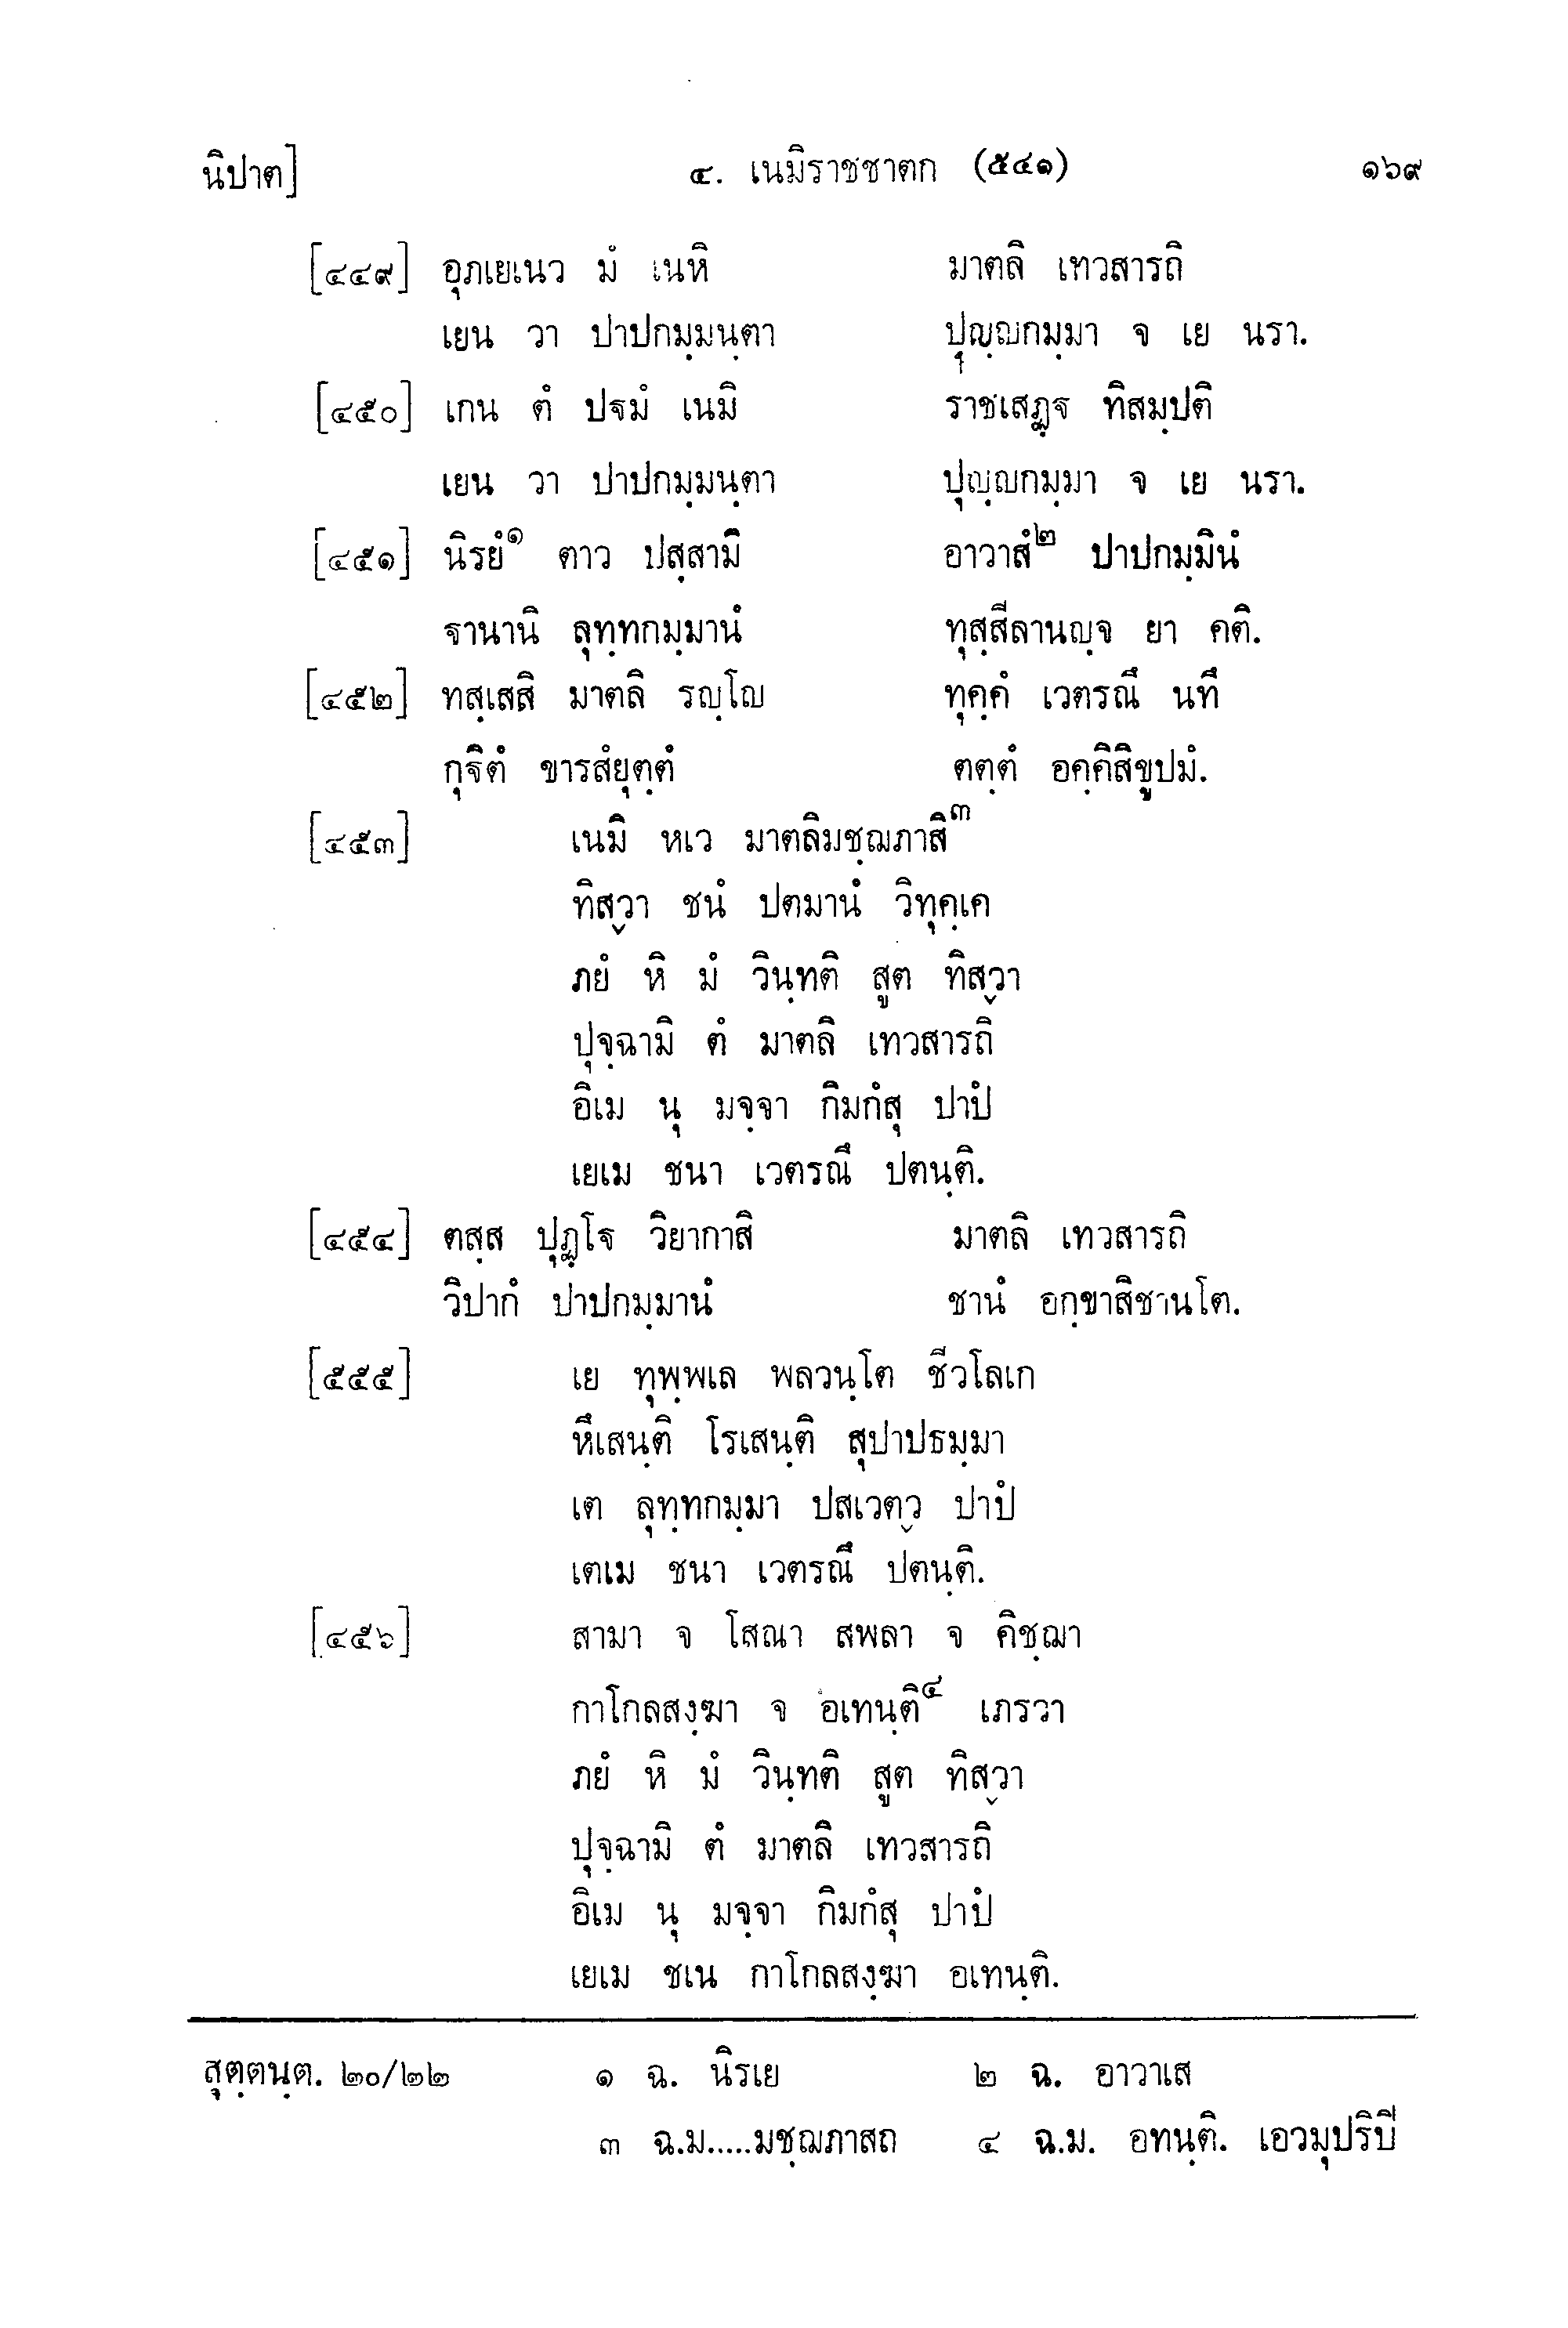 นิปาต] ๔. เนมิราชชาตก (๕๔๑) ๑๖๙
[๔๔๙] อุภเยเนว มํ เนหิ มาตลิ เทวสารถิ
เยน วา ปาปกมฺมนฺตา ปุญฺญกมฺมา จ เย นรา.
[๔๕๐] เกน ตํ ปฐมํ เนมิ ราชเสฏฺฐ ทิสมฺปติ
เยน วา ปาปกมฺมนฺตา ปุญฺญกมฺมา จ เย นรา.
[๔๕๑] นิรยํ๑ ตาว ปสฺสามิ อาวาสํ๒ ปาปกมฺมินํ
ฐานานิ ลุทฺทกมฺมานํ ทุสฺสีลานญฺจ ยา คติ.
[๔๕๒] ทสฺเสสิ มาตลิ รญฺโญ ทุคฺคํ เวตรณึ นทึ
กุฐิตํ ขารสํยุตฺตํ ตตฺตํ อคฺคิสิขูปมํ.
[๔๕๓] เนมิ หเว มาตลิมชฺฌภาสิ๓
ทิสฺวา ชนํ ปตมานํ วิทุคฺเค
ภยํ หิ มํ วินฺทติ สูต ทิสฺวา
ปุจฺฉามิ ตํ มาตลิ เทวสารถิ
อิเม นุ มจฺจา กิมกํสุ ปาปํ
เยเม ชนา เวตรณึ ปตนฺติ.
[๔๕๔] ตสฺส ปุฏฺโฐ วิยากาสิ มาตลิ เทวสารถิ
วิปากํ ปาปกมฺมานํ ชานํ อกฺขาสิชานโต.
[๕๕๕] เย ทุพฺพเล พลวนฺโต ชีวโลเก
หึเสนฺติ โรเสนฺติ สุปาปธมฺมา
เต ลุทฺทกมฺมา ปสเวตฺว ปาปํ
เตเม ชนา เวตรณึ ปตนฺติ.
[๔๕๖] สามา จ โสณา สพลา จ คิชฺฌา
กาโกลสงฺฆา จ อเทนฺติ๔ เภรวา
ภยํ หิ มํ วินฺทติ สูต ทิสฺวา
ปุจฺฉามิ ตํ มาตลิ เทวสารถิ
อิเม นุ มจฺจา กิมกํสุ ปาปํ
เยเม ชเน กาโกลสงฺฆา อเทนฺติ.
สุตฺตนฺต. ๒๐/๒๒ ๑ ฉ. นิรเย ๒ ฉ. อาวาเส
๓ ฉ.ม.....มชฺฌภาสถ ๔ ฉ.ม. อทนฺติ. เอวมุปริปี